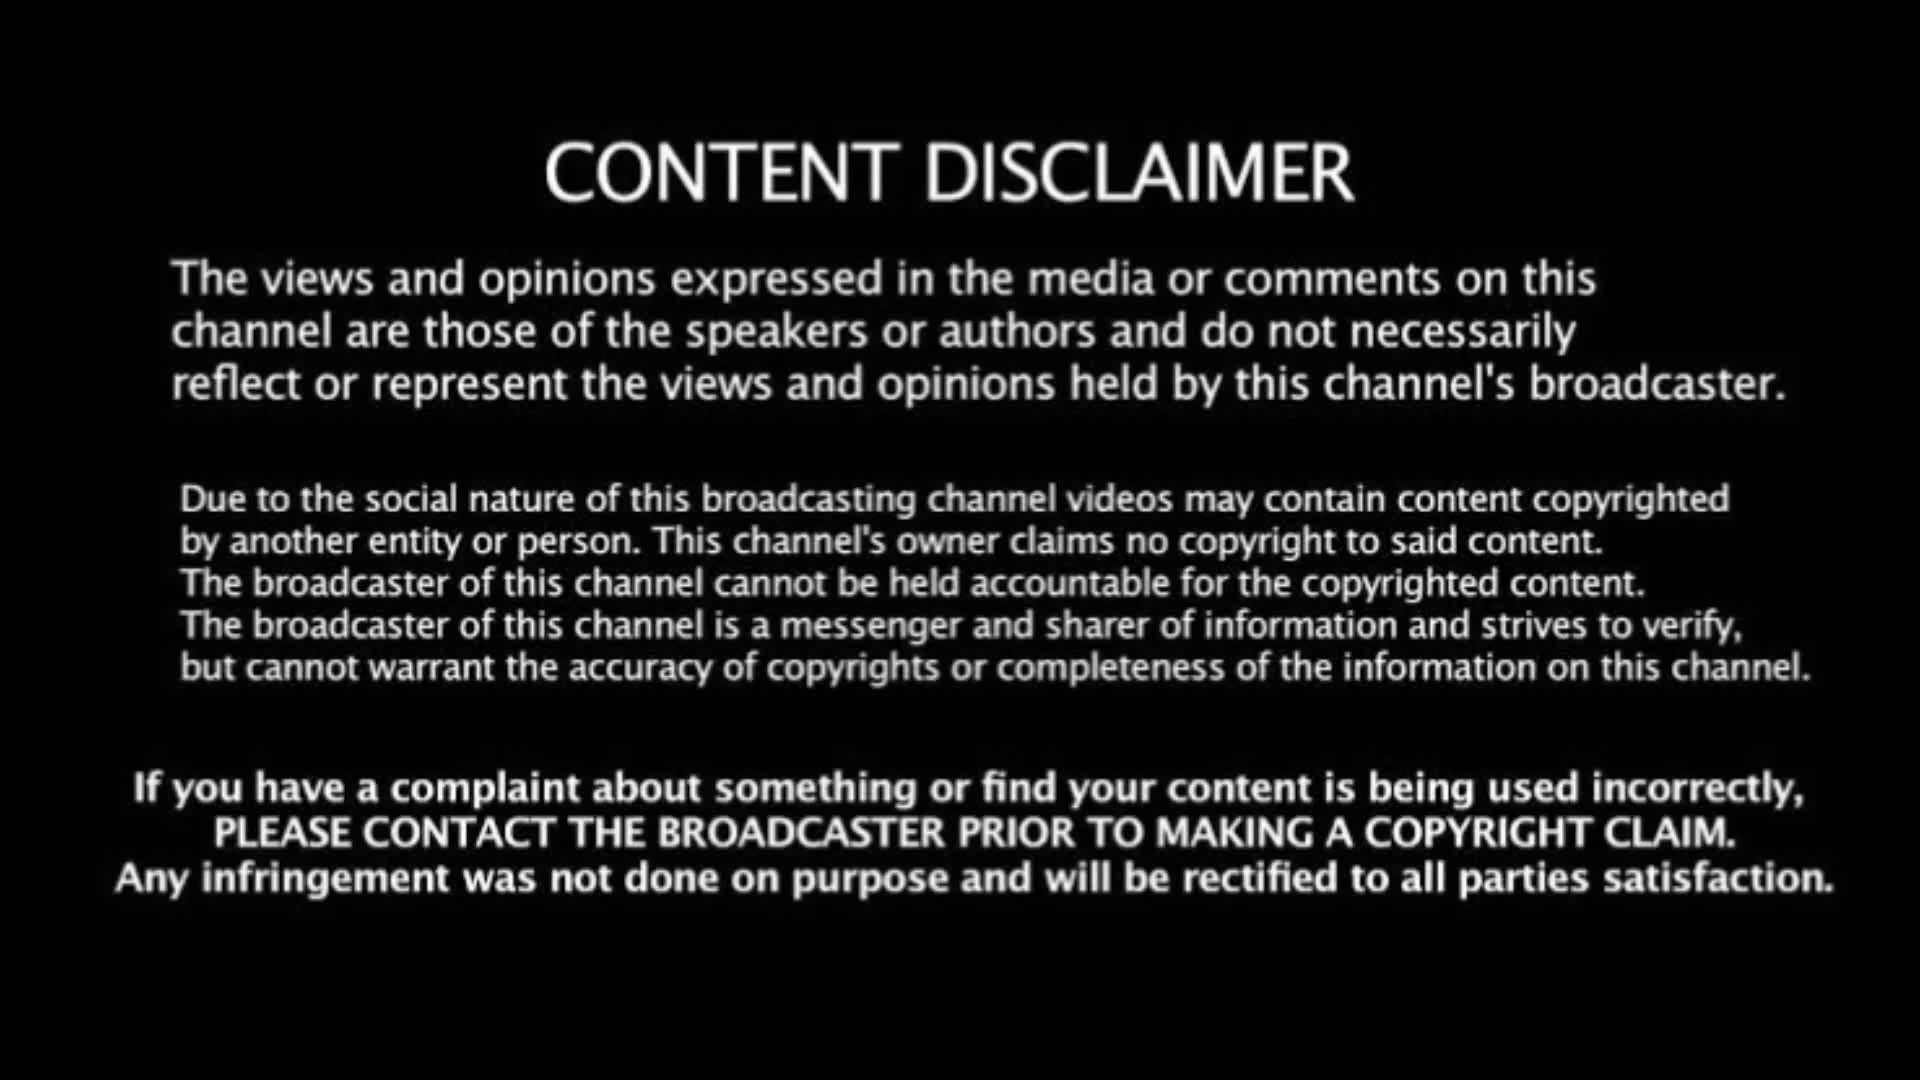 CONTENT DISCLAIMER
The views and opinions expressed in the media or comments on this
channel are those of the speakers or authors and do not necessarily
reflect or represent the views and opinions held by this channel's broadcaster.
Due to the social nature of this broadcasting channel videos may contain content copyrighted
by another entity or person. This channel's owner claims no copyright to said content.
The broadcaster of this channel cannot be held accountable for the copyrighted content.
The broadcaster of this channel is a messenger and sharer of information and strives to verify,
but cannot warrant the accuracy of copyrights or completeness of the information on this channel.
If you have a complaint about something or find your content is being used incorrectly,
PLEASE CONTACT THE BROADCASTER PRIOR TO MAKING A COPYRIGHT CLAIM.
Any infringement was not done on purpose and will be rectified to all parties satisfaction.